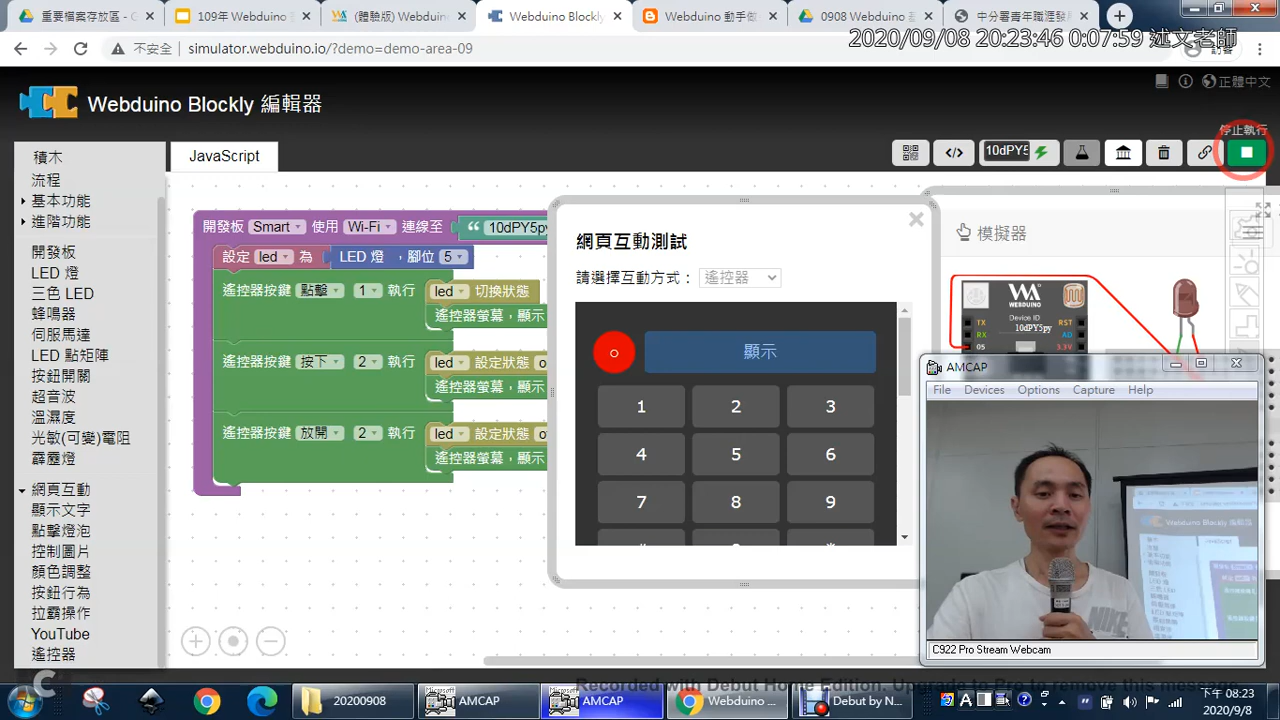 重要檔案存放區 - G
109年 Webduino
(體驗版) Webduin
Webduino Blockly
Webduino 動手做
0908 Webduino
中分署青年職涯發展
2020/09/08 20:23:46 0:07:59 述文老師
不安全
simulator.webduino.io/?demo=demo-area-09
訪客
Webduino Blockly 編輯器
正體中文
停止執行
積木
JavaScript
10dPY5
流程
基本功能
進階功能
開發板
LED 燈
三色 LED
蜂鳴器
伺服馬達
LED 點矩陣
按鈕開關
超音波
溫濕度
光敏(可變)電阻
霹靂燈
網頁互動
顯示文字
點擊燈泡
控制圖片
顏色調整
按鈕行為
拉霸操作
YouTube
遙控器
開發板 Smart 使用 Wi-Fi 連線至 “ 10dPY5py
設定 led 為 LED 燈 ，腳位 5
遙控器按鍵 點擊 1 執行 led 切換狀態
遙控器螢幕，顯示
遙控器按鍵 按下 2 執行 led 設定狀態
遙控器螢幕，顯示
遙控器按鍵 放開 2 執行 led 設定狀態
遙控器螢幕，顯示
網頁互動測試
請選擇互動方式： 遙控器
顯示
1 2 3
4 5 6
7 8 9
模擬器
WEBDUINO
Device ID
10dPY5py
TX RST
RX
05 3.3V
AMCAP
File Devices Options Capture Help
C922 Pro Stream Webcam
Recorded with Debut Home Edition. Upgrade to Pro to remove this message
20200908
AMCAP
AMCAP
Webduino ...
Debut by N...
下午 08:23
2020/9/8